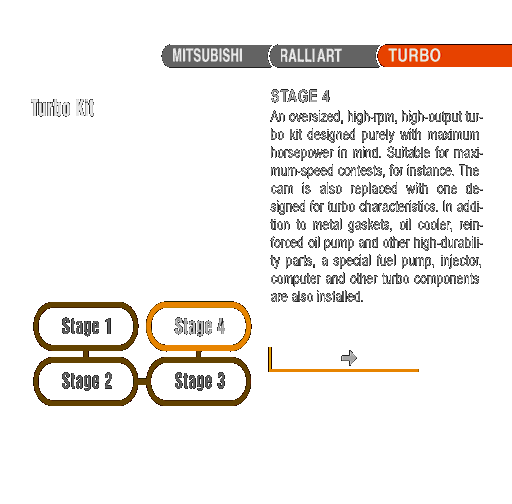 MITSUBISHI RALLIART TURBO
Turbo Kit
STAGE 4
An oversized, high-rpm, high-output tur-
bo kit designed purely with maximum
horsepower in mind. Suitable for maxi-
mum-speed contests, for instance. The
cam is also replaced with one de-
signed for turbo characteristics. In addi-
tion to metal gaskets, oil cooler, rein-
forced oil pump and other high-durabili-
ty parts, a special fuel pump, injector,
computer and other turbo components
are also installed.
Stage 1 Stage 4
Stage 2 Stage 3